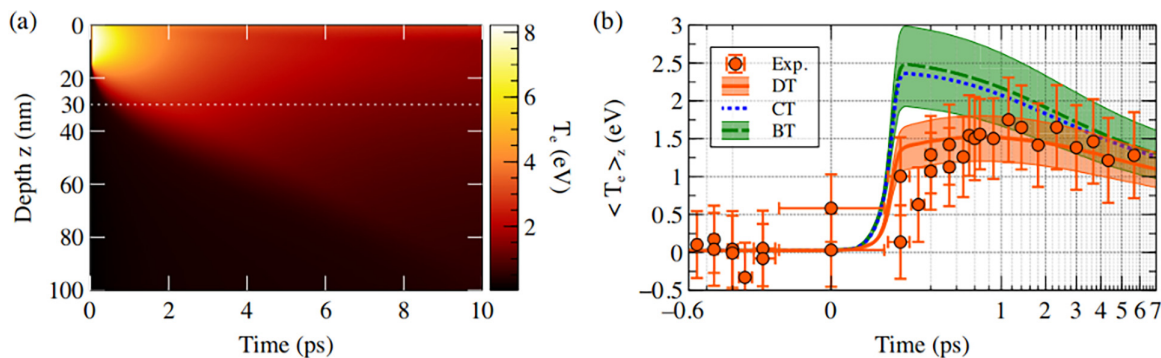 (a)
0
20
30
40
60
80
100
Depth z (nm)
0 2 4 6 8 10
Time (ps)
8
6
4
2
T_e (eV)
(b)
3
2.5
2
1.5
1
0.5
0
−0.5
< T_e >_z (eV)
Exp.
DT
CT
BT
−0.6 0 1 2 3 4 5 6 7
Time (ps)